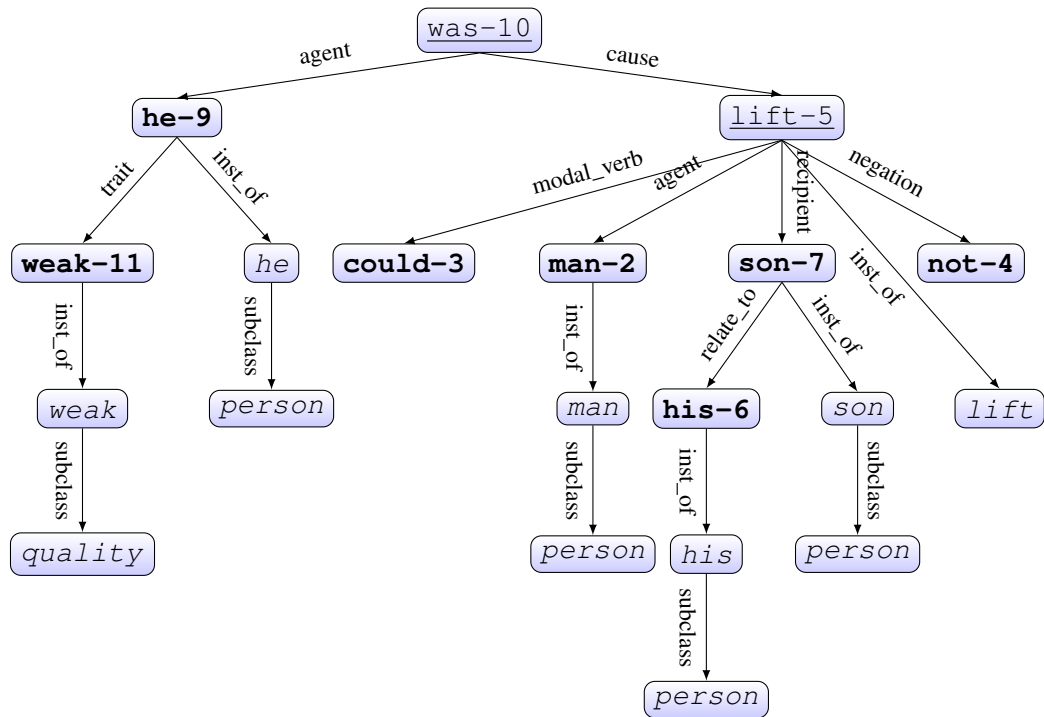 was-10
agent cause
he-9 lift-5
trait inst_of modal_verb agent recipient inst_of negation
weak-11 he could-3 man-2 son-7 not-4
inst_of subclass inst_of relate_to inst_of
weak person man his-6 son lift
subclass subclass inst_of subclass
quality person his person
subclass
person